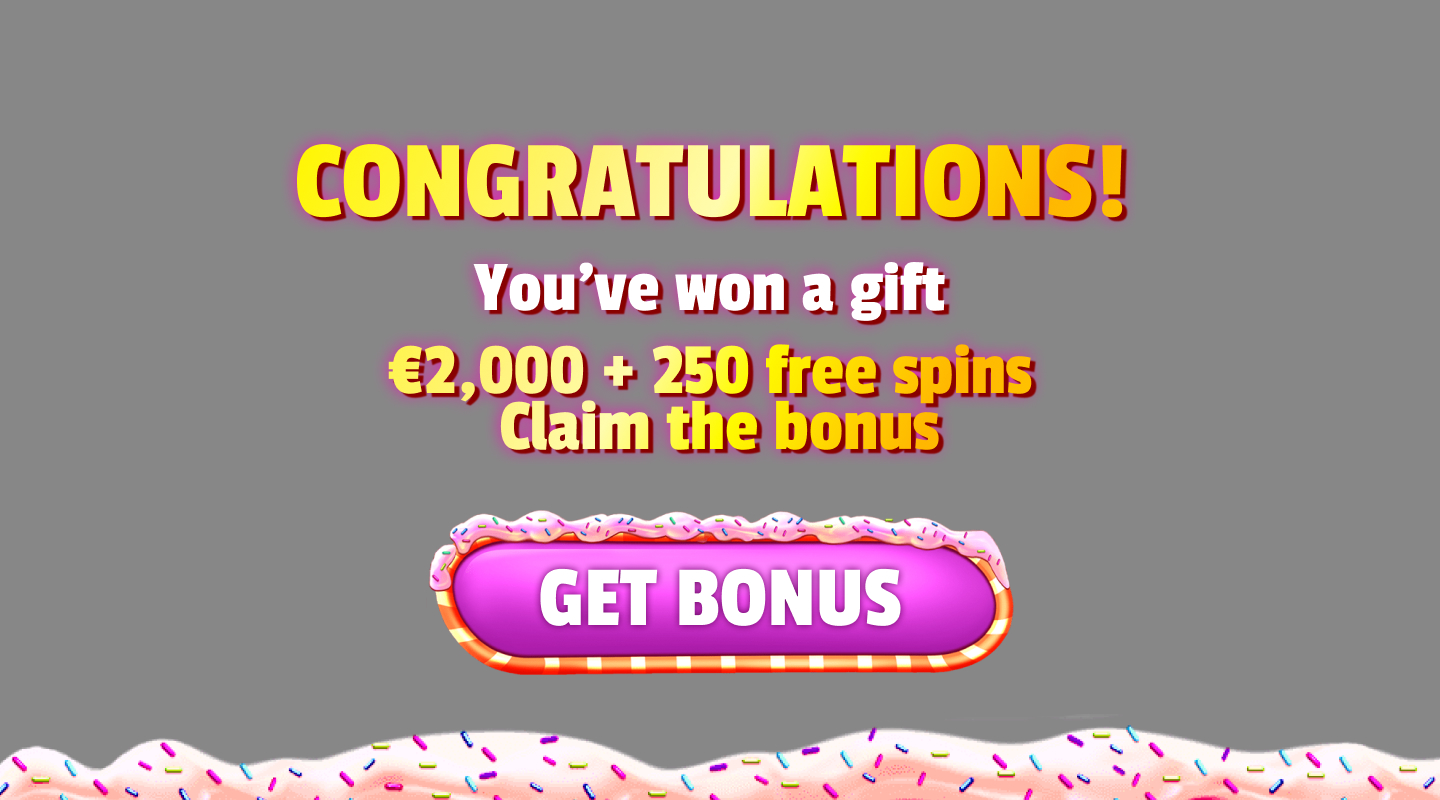 CONGRATULATIONS!
You’ve won a gift
€2,000 + 250 free spins
Claim the bonus
GET BONUS